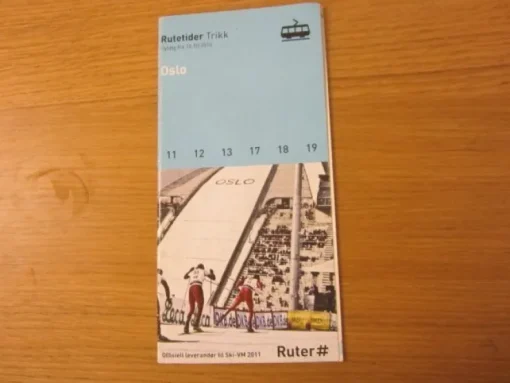 Rutetider Trikk
Oslo
11 12 13 17 18 19
OSLO
Offisiell leverandør til Ski-VM 2011
Ruter#